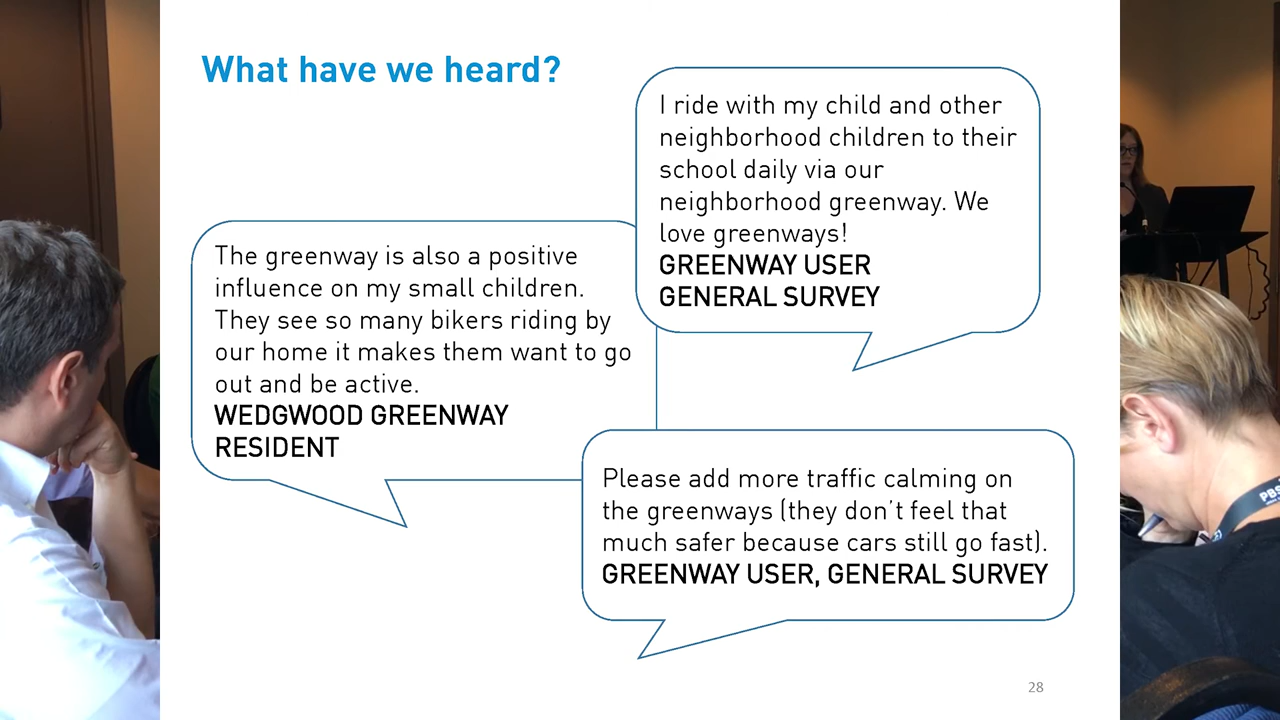 What have we heard?
I ride with my child and other
neighborhood children to their
school daily via our
neighborhood greenway. We
love greenways!
GREENWAY USER
GENERAL SURVEY
The greenway is also a positive
influence on my small children.
They see so many bikers riding by
our home it makes them want to go
out and be active.
WEDGWOOD GREENWAY
RESIDENT
Please add more traffic calming on
the greenways (they don't feel that
much safer because cars still go fast).
GREENWAY USER, GENERAL SURVEY
28
PBS